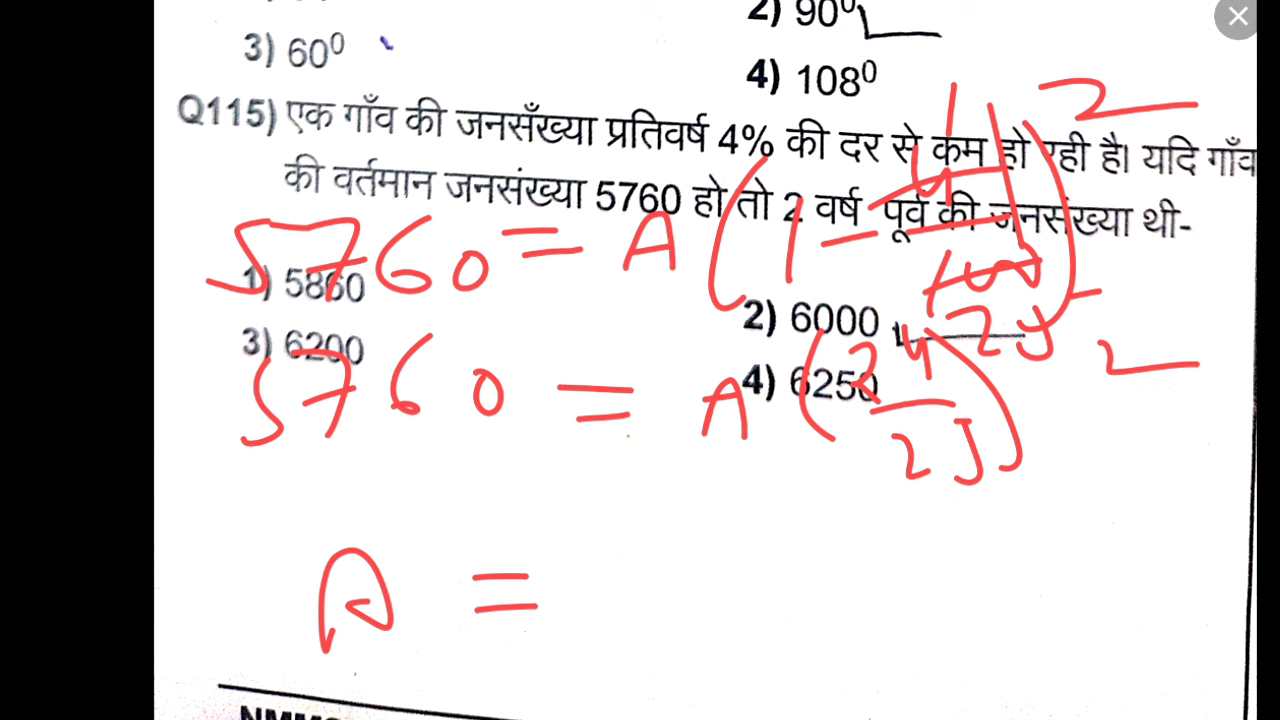 2) 90⁰
3) 60⁰
4) 108⁰
Q115) एक गाँव की जनसँख्या प्रतिवर्ष 4% की दर से कम हो रही है। यदि गाँव
की वर्तमान जनसंख्या 5760 हो तो 2 वर्ष पूर्व की जनसंख्या थी-
5760 = A (1 - 4/100)²
1) 5860
2) 6000
25
3) 6200
4) 6250
5760 = A (24/25)²
A =